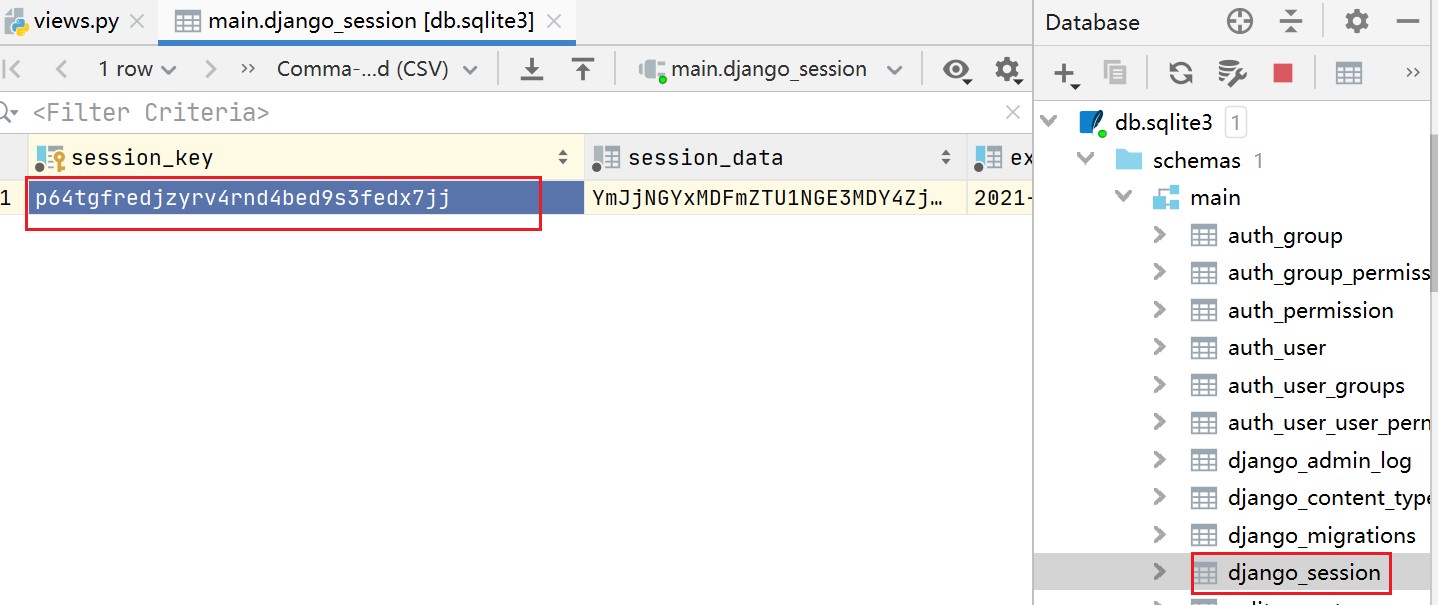 views.py
main.django_session [db.sqlite3]
Database
1 row
Comma-...d (CSV)
main.django_session
<Filter Criteria>
session_key
session_data
ex
1
p64tgfredjzyrv4rnd4bed9s3fedx7jj
YmJjNGYxMDFmZTU1NGE3MDY4Zj…
2021-
db.sqlite3 1
schemas 1
main
auth_group
auth_group_permiss
auth_permission
auth_user
auth_user_groups
auth_user_user_perm
django_admin_log
django_content_type
django_migrations
django_session